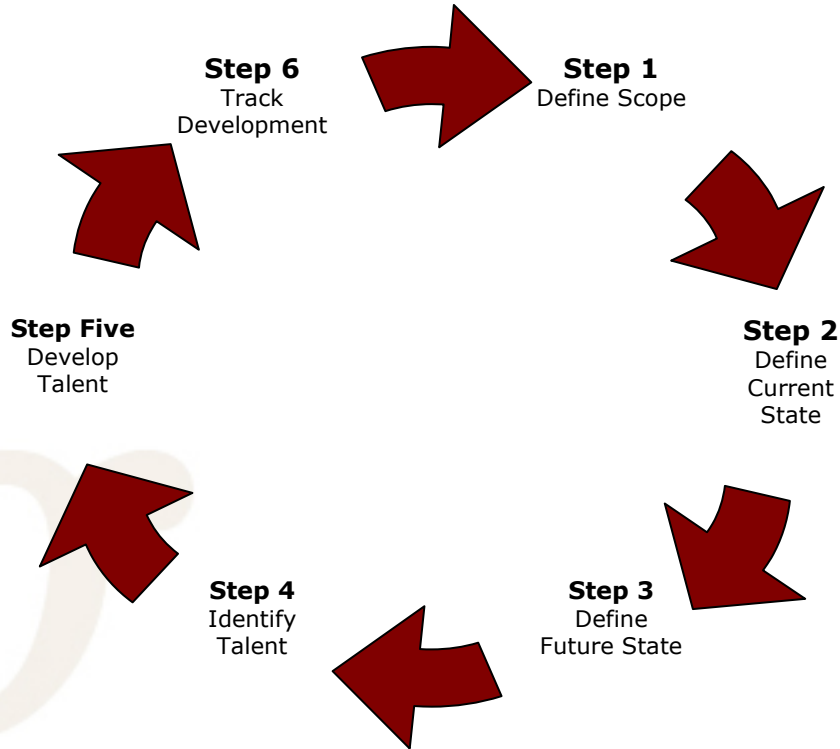 Step 1
Define Scope
Step 2
Define
Current
State
Step 3
Define
Future State
Step 4
Identify
Talent
Step Five
Develop
Talent
Step 6
Track
Development